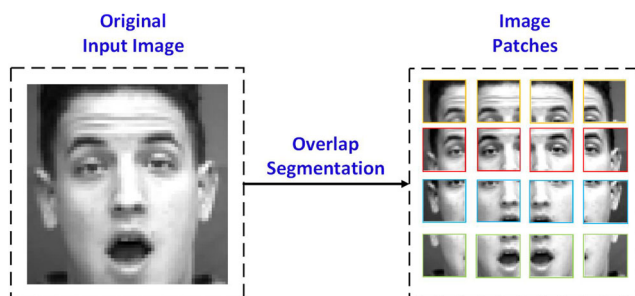 Original
Input Image
Image
Patches
Overlap
Segmentation